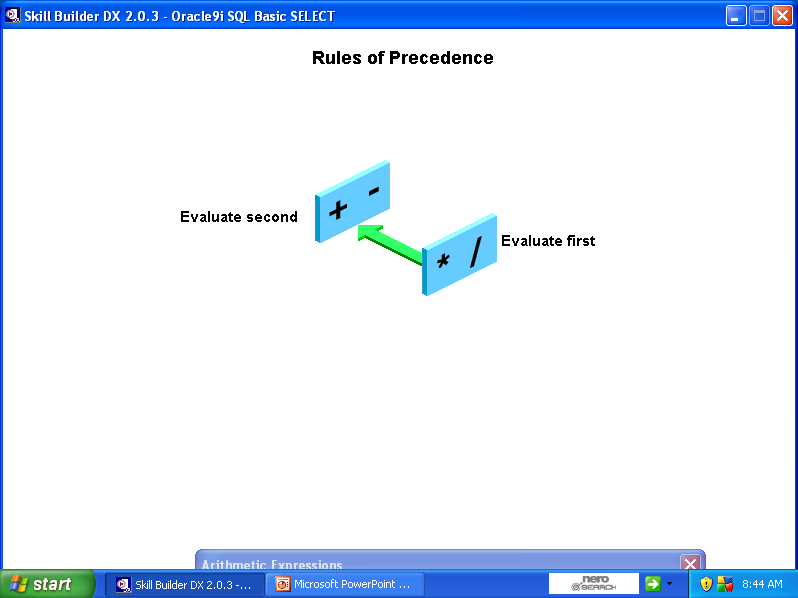 Skill Builder DX 2.0.3 - Oracle9i SQL Basic SELECT
Rules of Precedence
+ -
Evaluate second
* /
Evaluate first
Arithmetic Expressions
start
Skill Builder DX 2.0.3 -...
Microsoft PowerPoint ...
nero
@SEARCH
8:44 AM